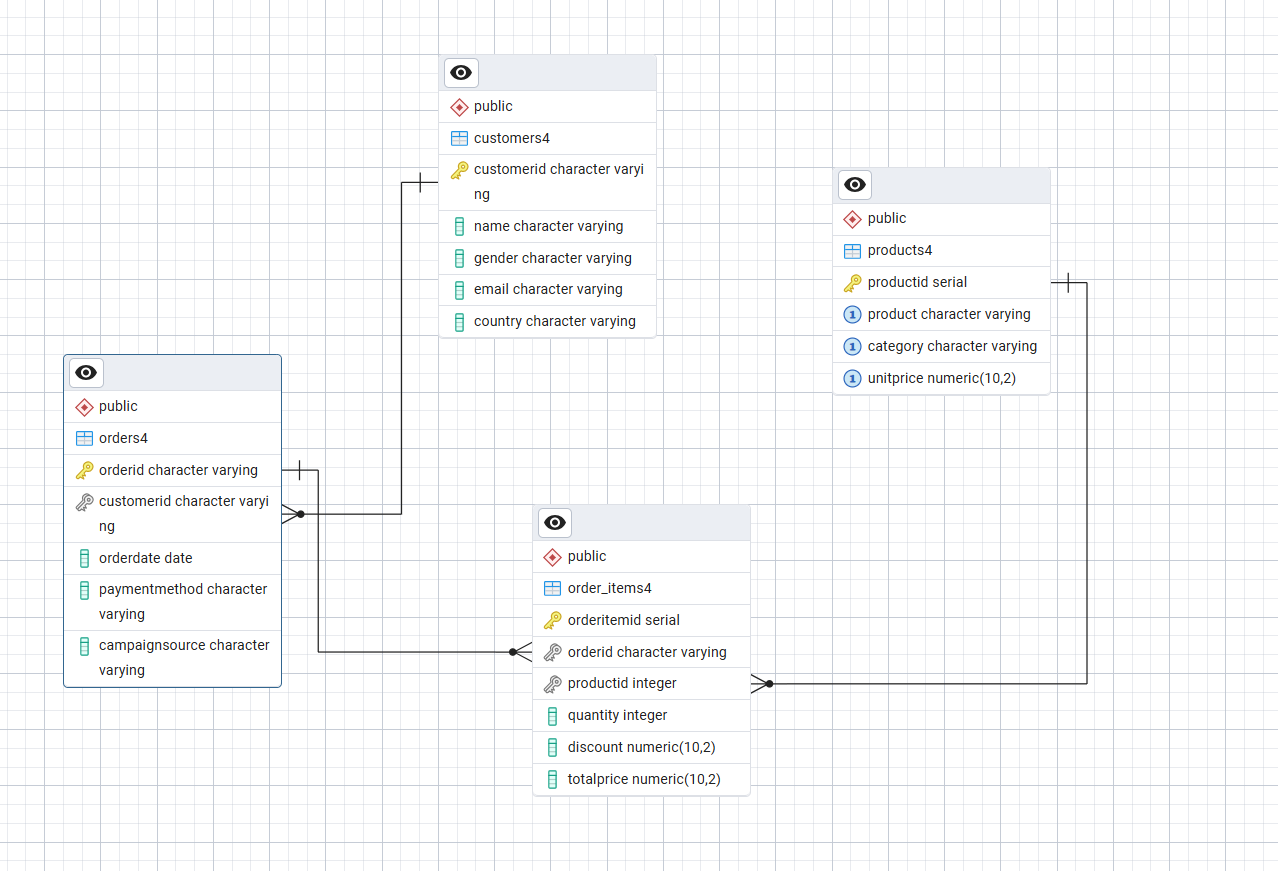 public
customers4
customerid character varyi
ng
name character varying
gender character varying
email character varying
country character varying
public
products4
productid serial
1 product character varying
1 category character varying
1 unitprice numeric(10,2)
public
orders4
orderid character varying
customerid character varyi
ng
orderdate date
paymentmethod character
varying
campaignsource character
varying
public
order_items4
orderitemid serial
orderid character varying
productid integer
quantity integer
discount numeric(10,2)
totalprice numeric(10,2)